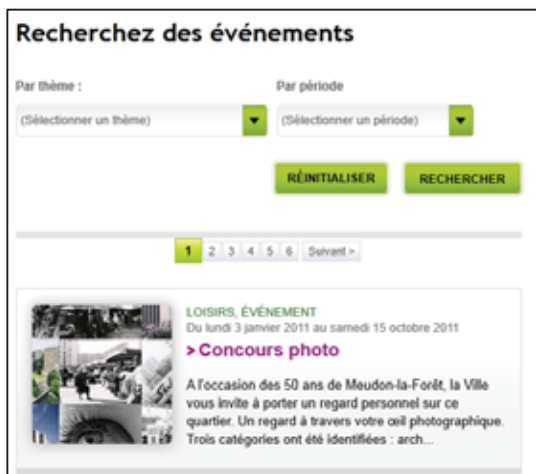 Recherchez des événements
Par thème : Par période
(Sélectionner un thème) (Sélectionner un période)
RÉINITIALISER RECHERCHER
1 2 3 4 5 6 Suivant >
LOISIRS, ÉVÉNEMENT
Du lundi 3 janvier 2011 au samedi 15 octobre 2011
> Concours photo
A l'occasion des 50 ans de Meudon-la-Forêt, la Ville
vous invite à porter un regard personnel sur ce
quartier. Un regard à travers votre œil photographique.
Trois catégories ont été identifiées : arch...